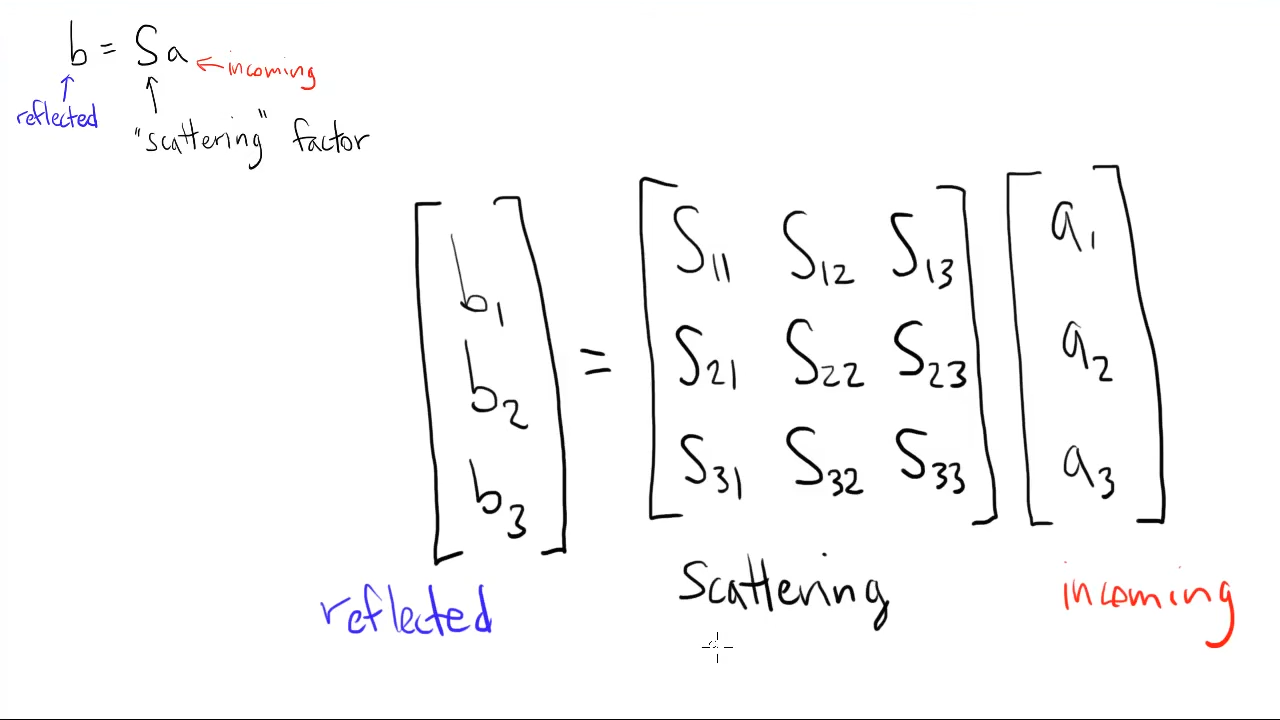 b = Sa ← incoming
↑ ↑
reflected
"scattering" factor
[b₁] = [S₁₁ S₁₂ S₁₃] [a₁]
[b₂] [S₂₁ S₂₂ S₂₃] [a₂]
[b₃] [S₃₁ S₃₂ S₃₃] [a₃]
reflected Scattering incoming